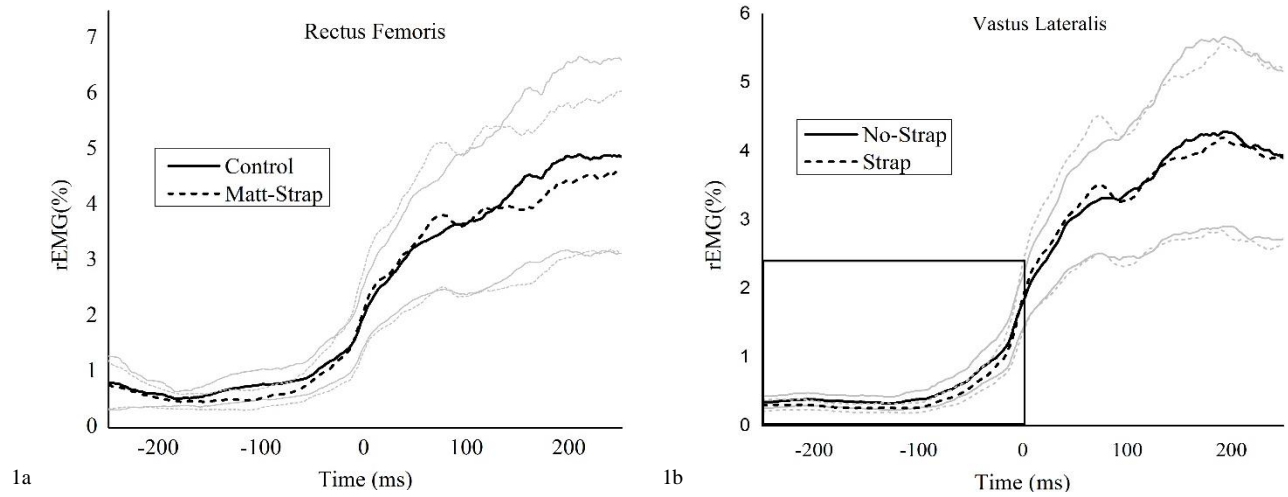 Rectus Femoris
7
6
5
4
3
2
1
0
rEMG(%)
Control
Matt-Strap
-200
-100
0
100
200
Time (ms)
1a
Vastus Lateralis
6
5
4
3
2
1
0
rEMG(%)
No-Strap
Strap
-200
-100
0
100
200
Time (ms)
1b